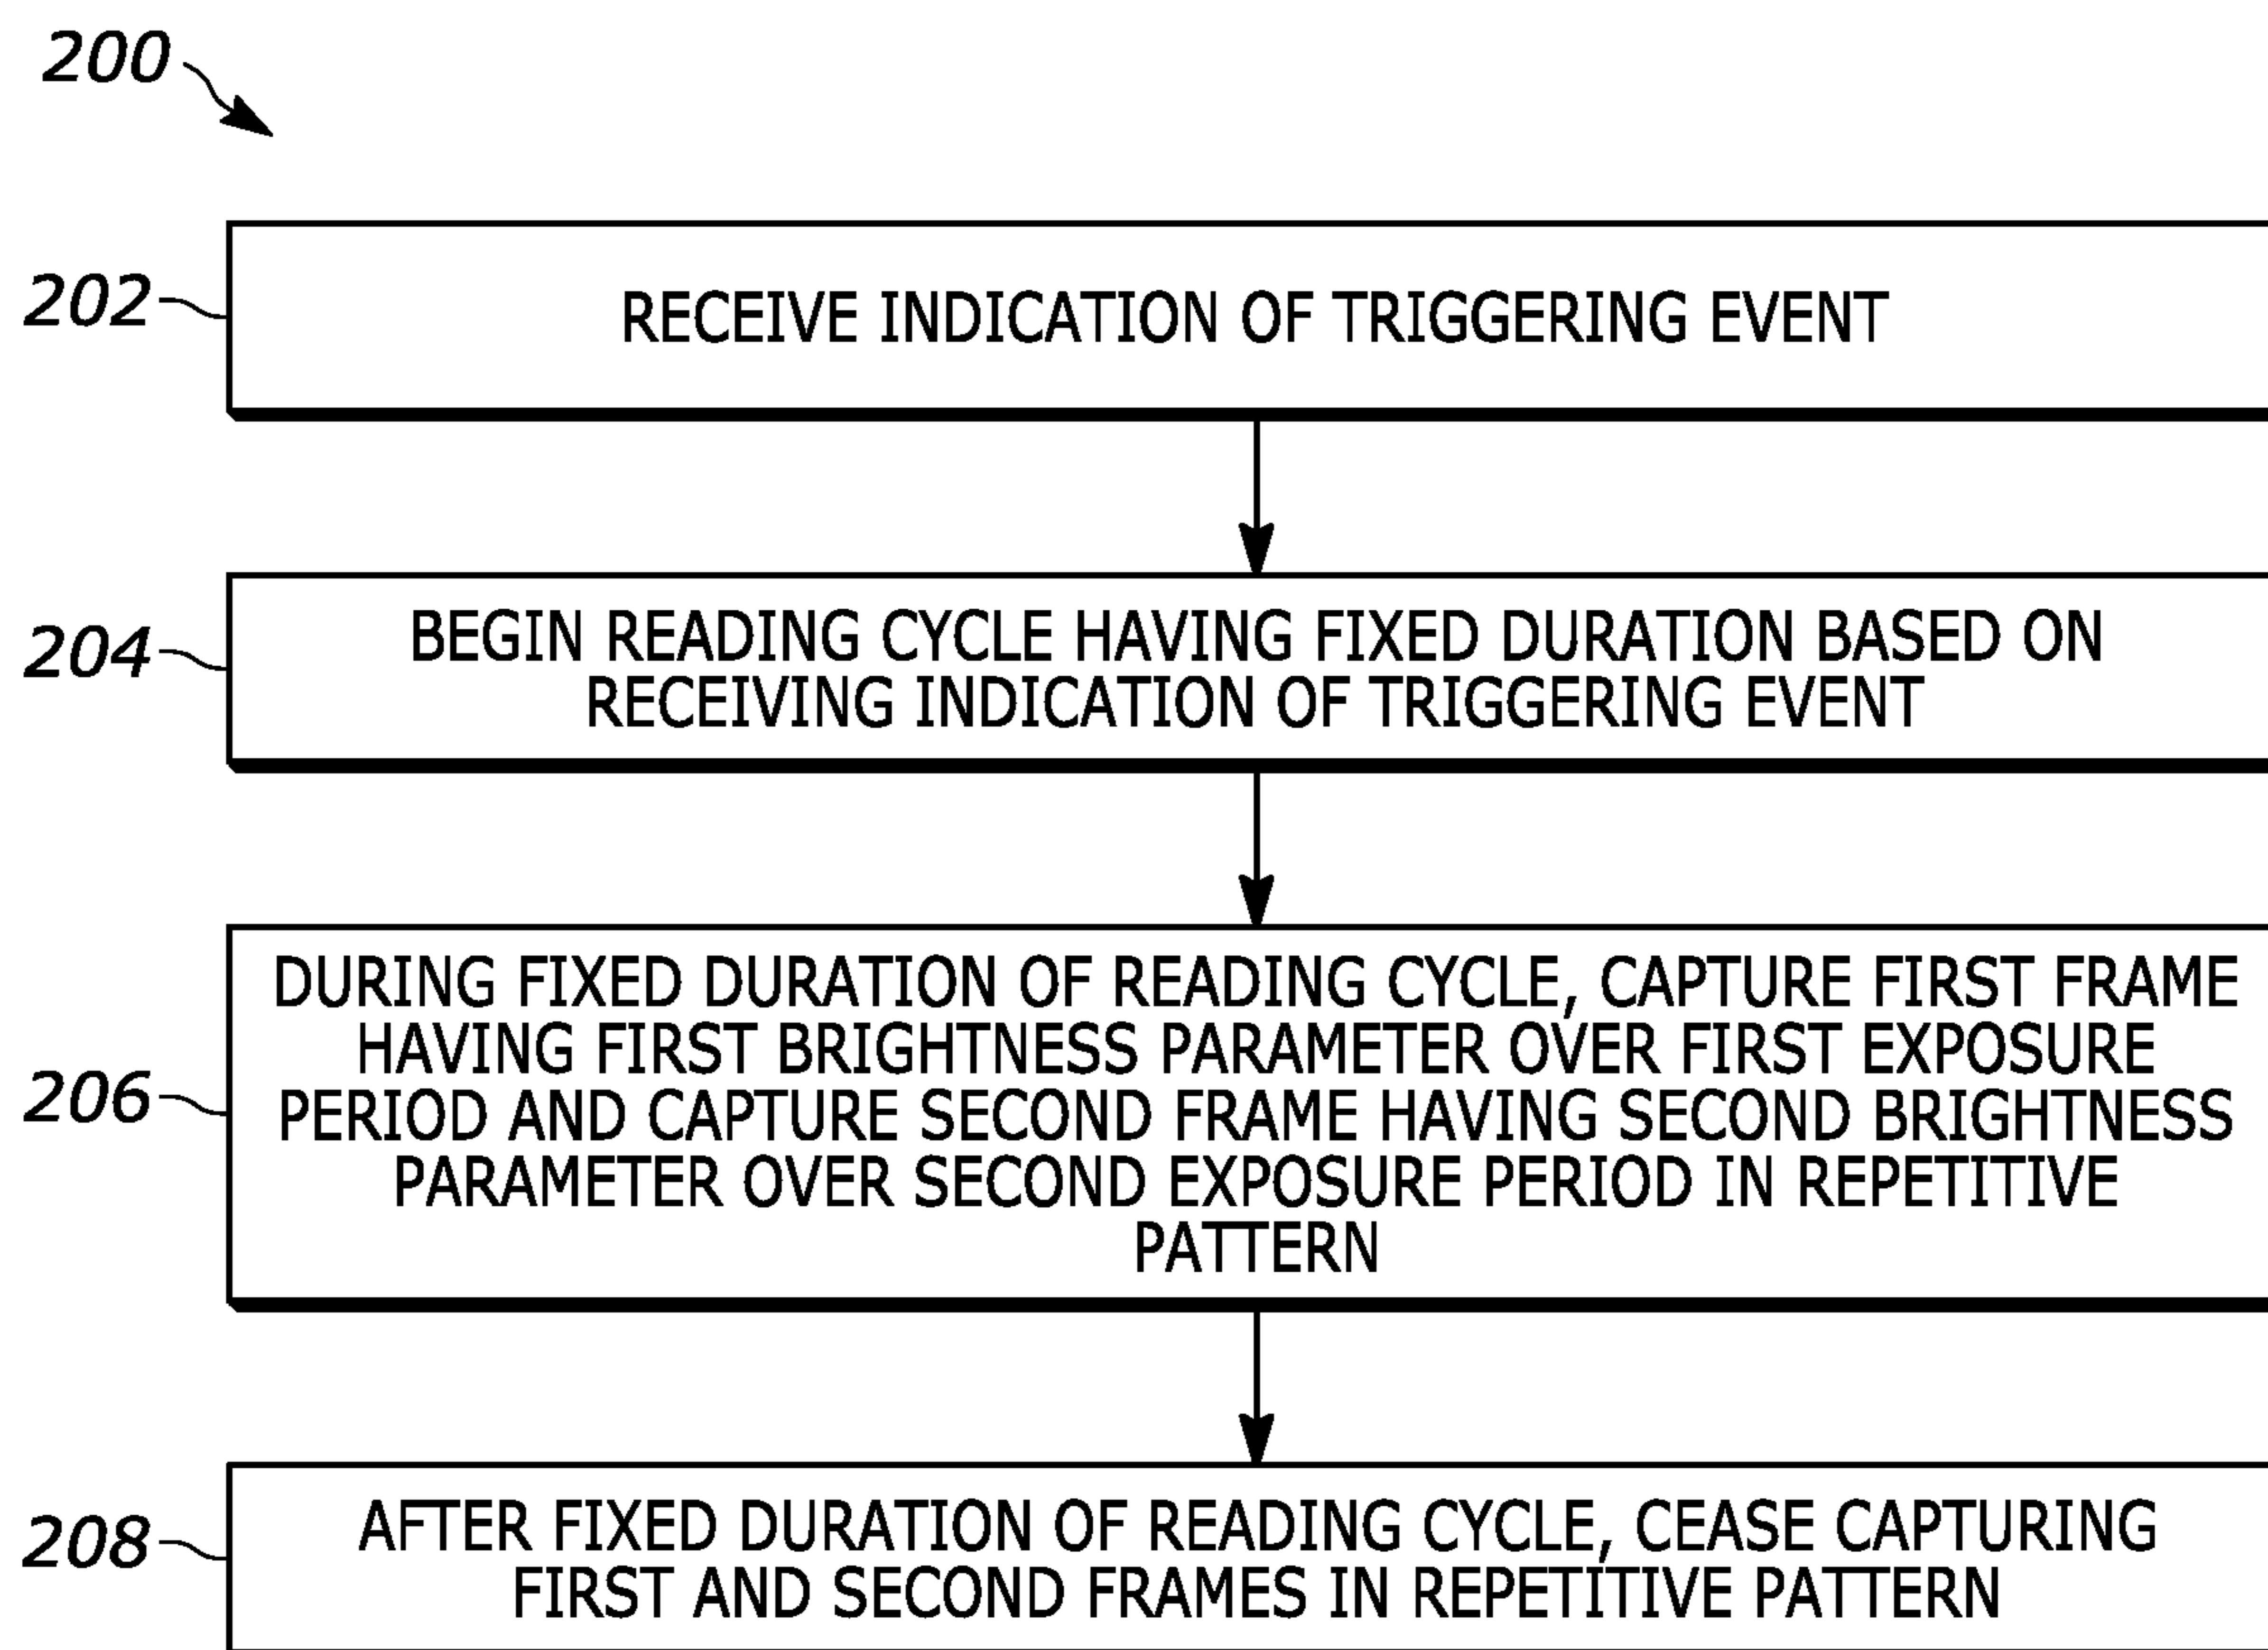 200
202
RECEIVE INDICATION OF TRIGGERING EVENT
204
BEGIN READING CYCLE HAVING FIXED DURATION BASED ON
RECEIVING INDICATION OF TRIGGERING EVENT
206
DURING FIXED DURATION OF READING CYCLE, CAPTURE FIRST FRAME
HAVING FIRST BRIGHTNESS PARAMETER OVER FIRST EXPOSURE
PERIOD AND CAPTURE SECOND FRAME HAVING SECOND BRIGHTNESS
PARAMETER OVER SECOND EXPOSURE PERIOD IN REPETITIVE
PATTERN
208
AFTER FIXED DURATION OF READING CYCLE, CEASE CAPTURING
FIRST AND SECOND FRAMES IN REPETITIVE PATTERN